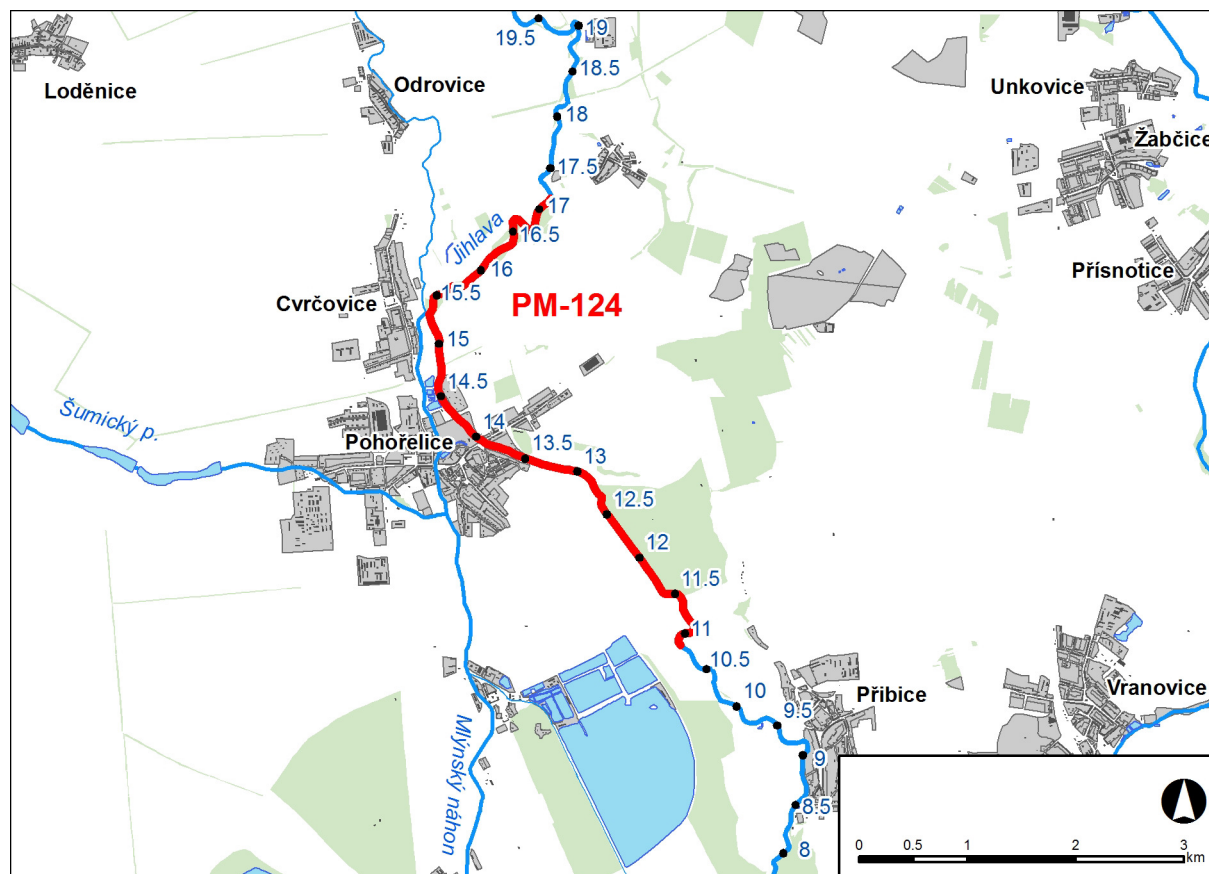 19.5
19
Loděnice
Odrovice
18.5
Unkovice
18
Žabčice
17.5
17
Jihlava
16.5
16
Přísnotice
15.5
Cvrčovice
PM-124
15
14.5
Šumický p.
14
Pohořelice
13.5
13
12.5
12
11.5
11
10.5
10
Přibice
Vranovice
9.5
Mlýnský náhon
9
8.5
8
0 0.5 1 2 3
km